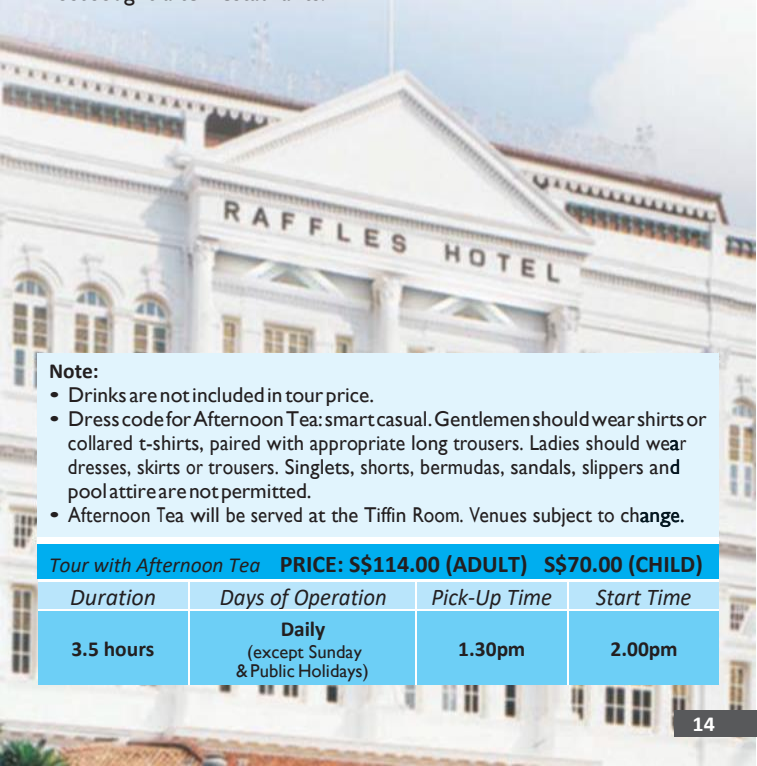 RAFFLES HOTEL
Note:
• Drinks are not included in tour price.
• Dress code for Afternoon Tea: smart casual. Gentlemen should wear shirts or
collared t-shirts, paired with appropriate long trousers. Ladies should wear
dresses, skirts or trousers. Singlets, shorts, bermudas, sandals, slippers and
pool attire are not permitted.
• Afternoon Tea will be served at the Tiffin Room. Venues subject to change.
Tour with Afternoon Tea PRICE: S$114.00 (ADULT) S$70.00 (CHILD)
Duration Days of Operation Pick-Up Time Start Time
3.5 hours Daily 1.30pm 2.00pm
(except Sunday
& Public Holidays)
14